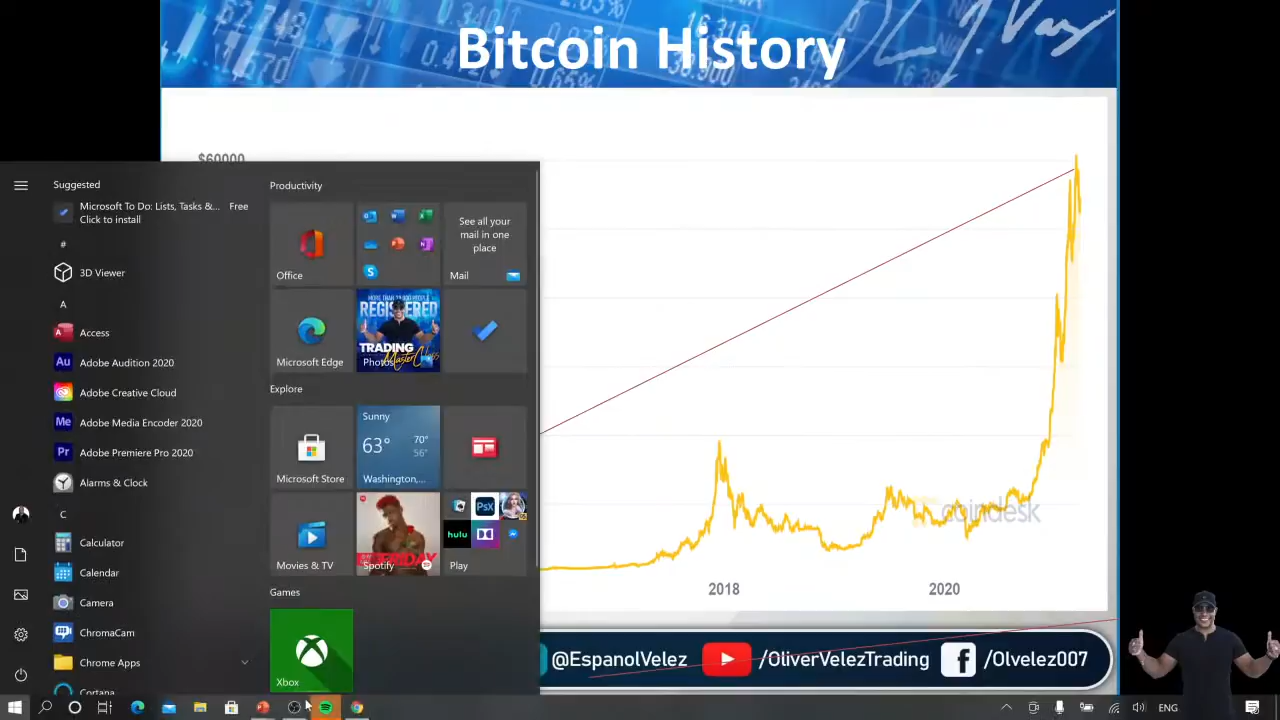 Bitcoin History
$60000
2018
2020
coindesk
@EspanolVelez
/OliverVelezTrading
/Olvelez007
Suggested
Microsoft To Do: Lists, Tasks &... Free
Click to install
#
3D Viewer
A
Access
Adobe Audition 2020
Adobe Creative Cloud
Adobe Media Encoder 2020
Adobe Premiere Pro 2020
Alarms & Clock
C
Calculator
Calendar
Camera
ChromaCam
Chrome Apps
Cortana
Productivity
Office
See all your
mail in one
place
Mail
Microsoft Edge
REGISTERED
TRADING
Photos
Explore
Microsoft Store
Sunny
63° 70°
56°
Washington,...
Movies & TV
Spotify
hulu
Play
Games
Xbox
ENG